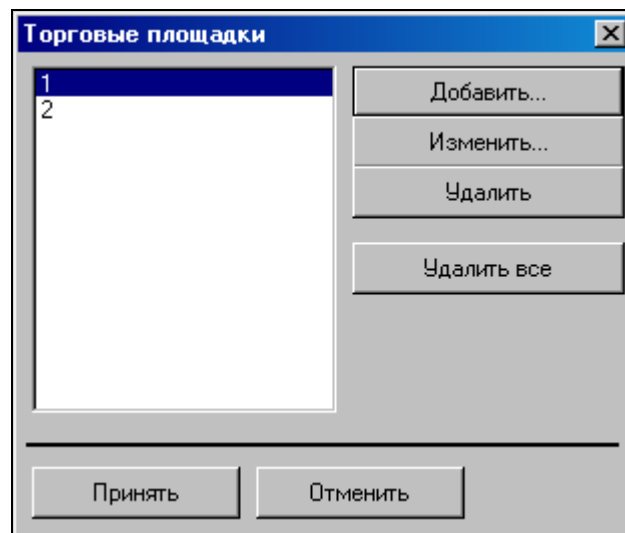 Торговые площадки
1
2
Добавить...
Изменить...
Удалить
Удалить все
Принять
Отменить